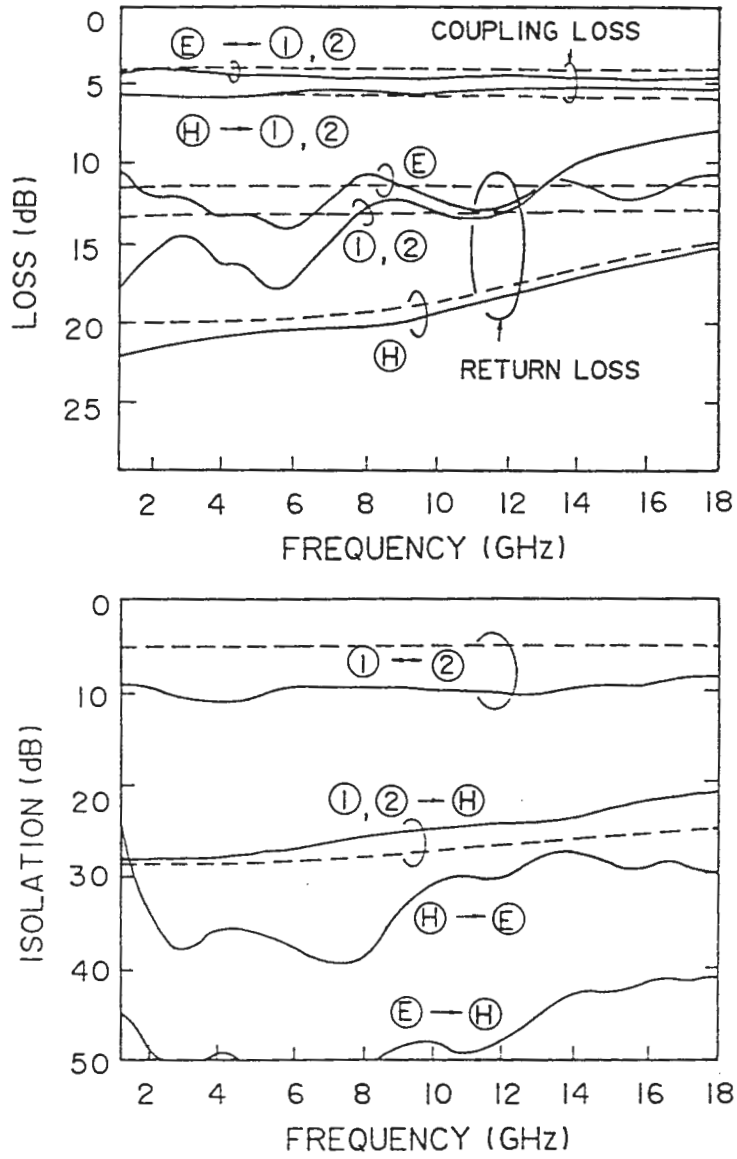 0
5
10
15
20
25
LOSS (dB)
Ⓔ ↔ ①, ②
COUPLING LOSS
Ⓗ → ①, ②
Ⓔ
①, ②
Ⓗ
RETURN LOSS
2 4 6 8 10 12 14 16 18
FREQUENCY (GHz)
0
10
20
30
40
50
ISOLATION (dB)
① ↔ ②
①, ② → Ⓗ
Ⓗ → Ⓔ
Ⓔ → Ⓗ
2 4 6 8 10 12 14 16 18
FREQUENCY (GHz)